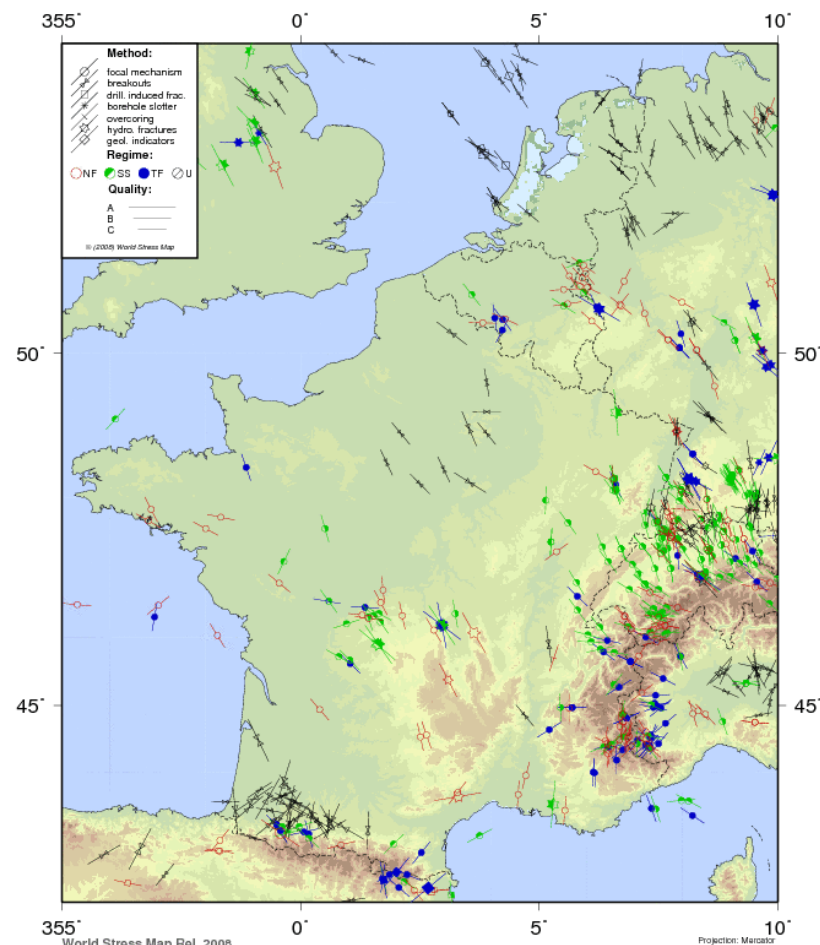 355° 0° 5° 10°
Method:
focal mechanism
breakouts
drill. induced frac.
borehole slotter
overcoring
hydro. fractures
geol. indicators
Regime:
NF SS TF U
Quality:
A
B
C
© (2008) World Stress Map
50° 50°
45° 45°
355° 0° 5° 10°
World Stress Map Rel. 2008
Projection: Mercator